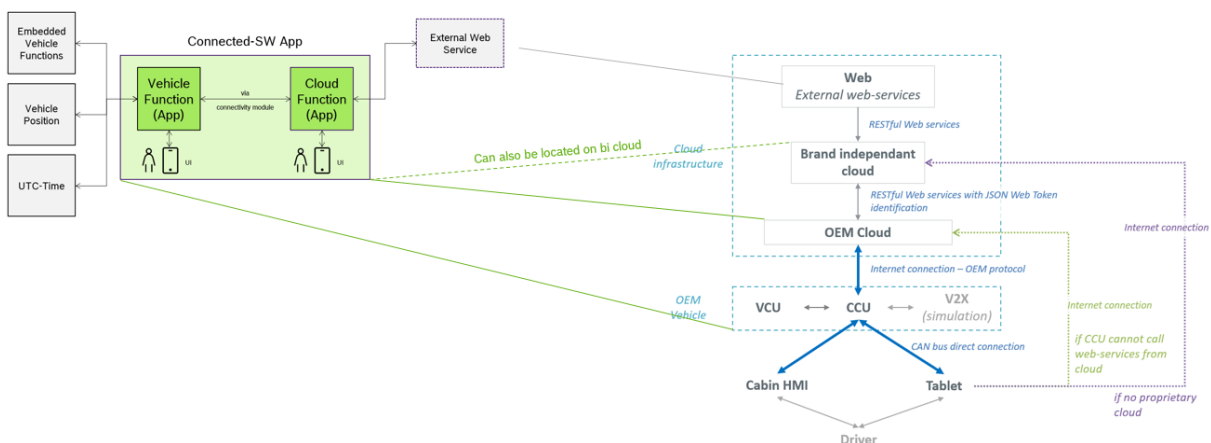 Embedded
Vehicle
Functions
Vehicle
Position
UTC-Time
Connected-SW App
Vehicle
Function
(App)
via
connectivity module
Cloud
Function
(App)
UI
UI
External Web
Service
Can also be located on bi cloud
Cloud
infrastructure
Web
External web-services
RESTful Web services
Brand independant
cloud
RESTful Web services with JSON Web Token
identification
OEM Cloud
Internet connection – OEM protocol
OEM
Vehicle
VCU
CCU
V2X
(simulation)
CAN bus direct connection
Cabin HMI
Tablet
Driver
Internet connection
if CCU cannot call
web-services from
cloud
Internet connection
if no proprietary
cloud